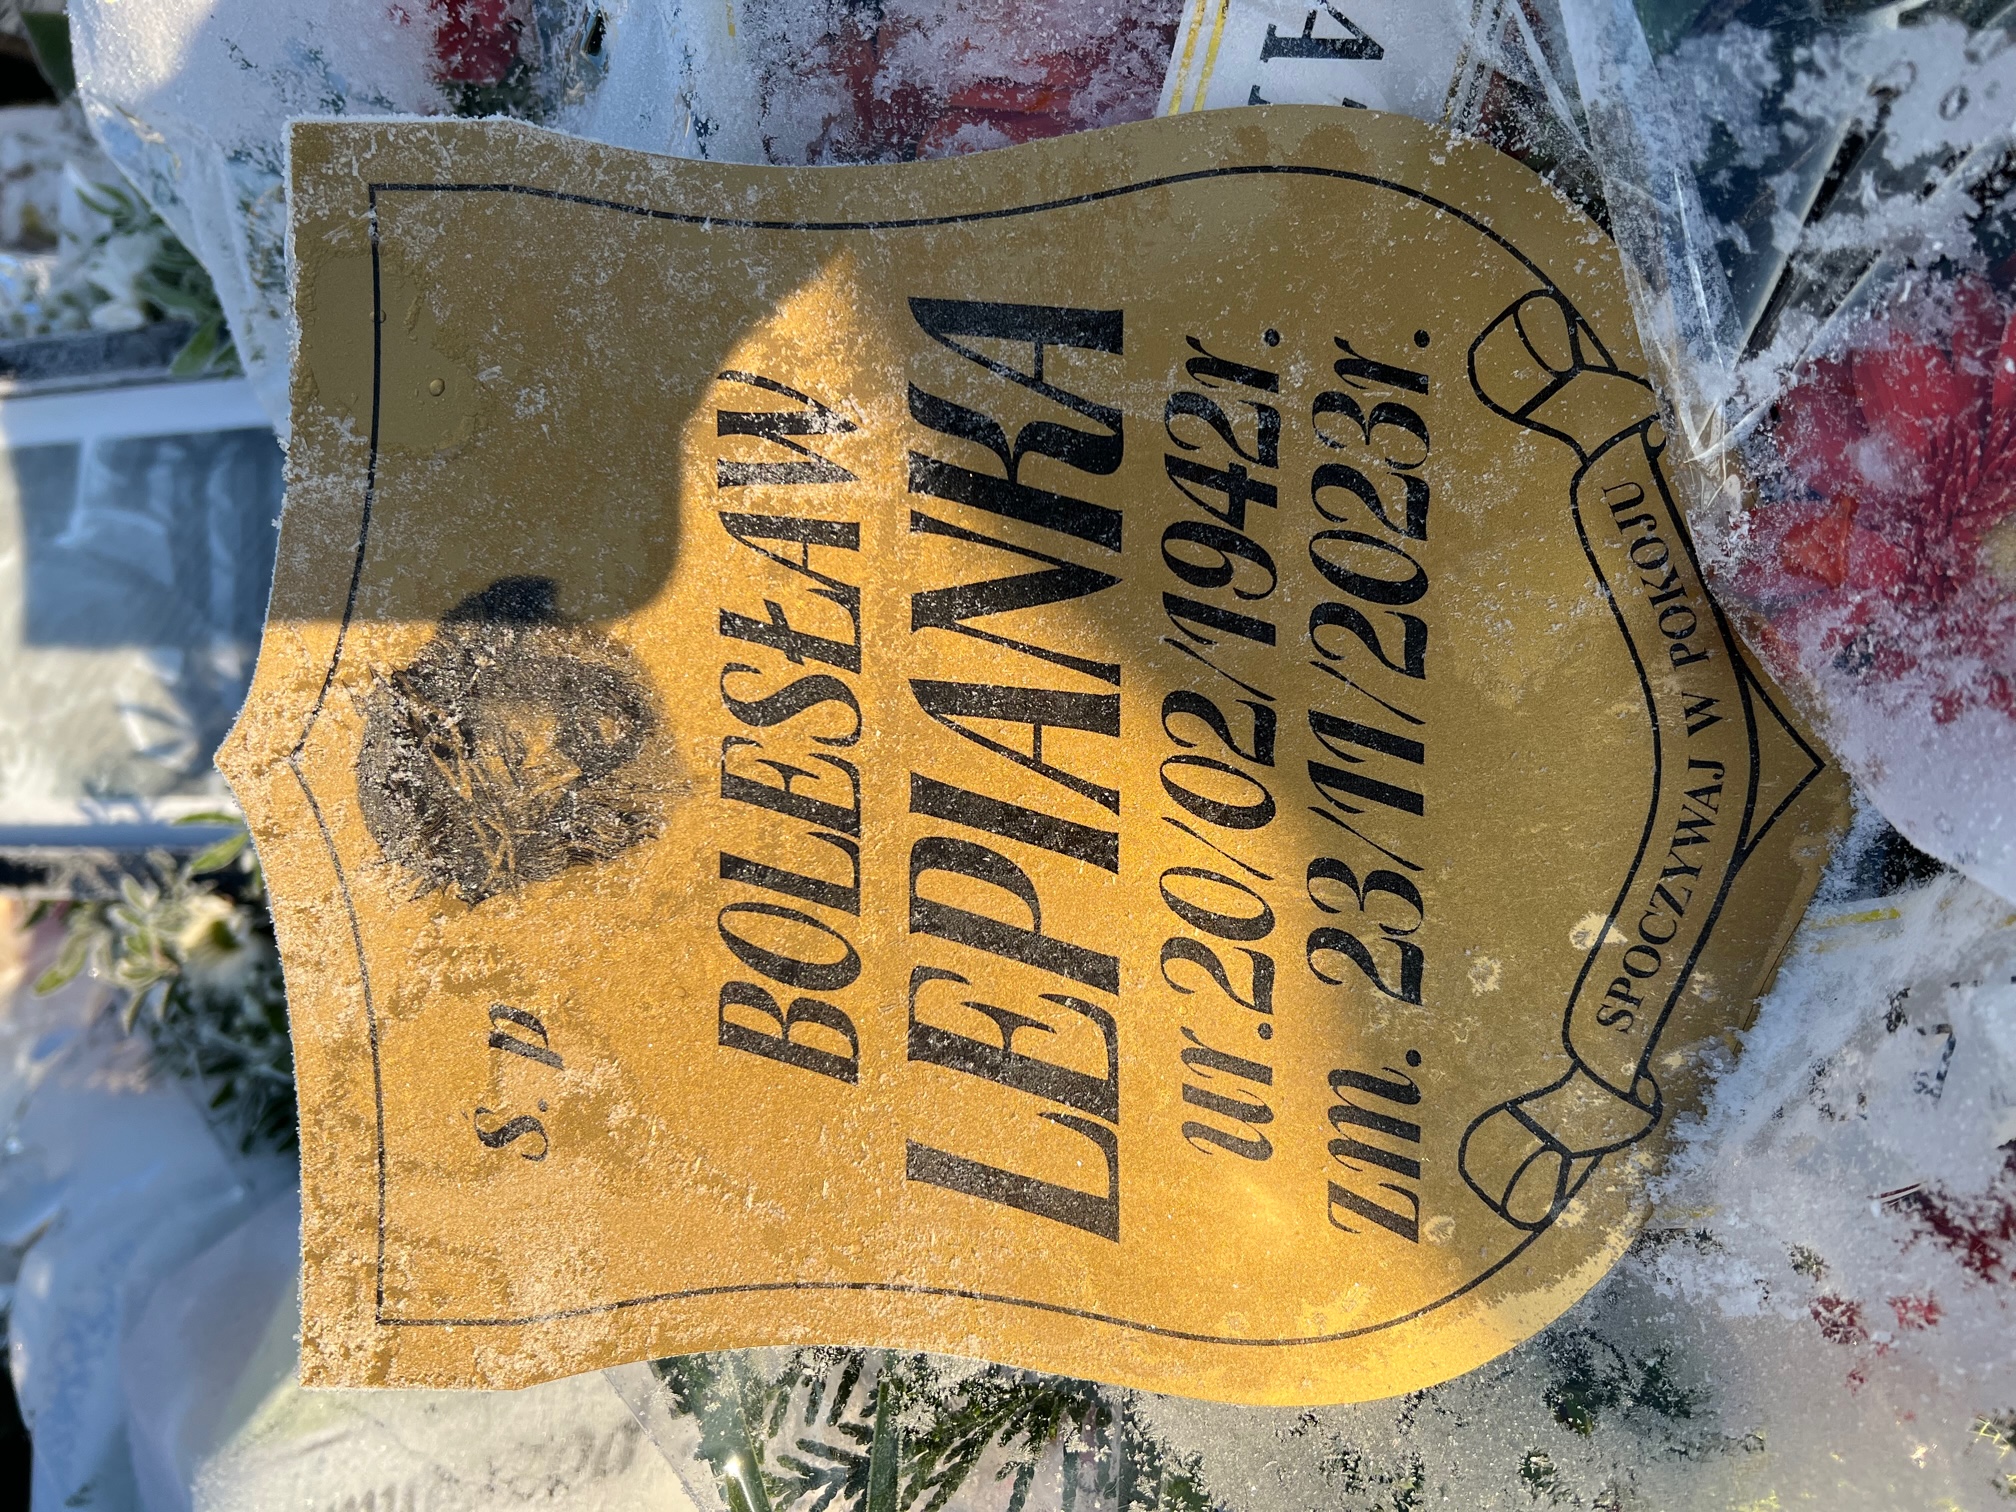 S. p
BOLESŁAW
LEPIANKA
ur.20/02/1942r.
zm. 23/11/2023r.
SPOCZYWAJ W POKOJU